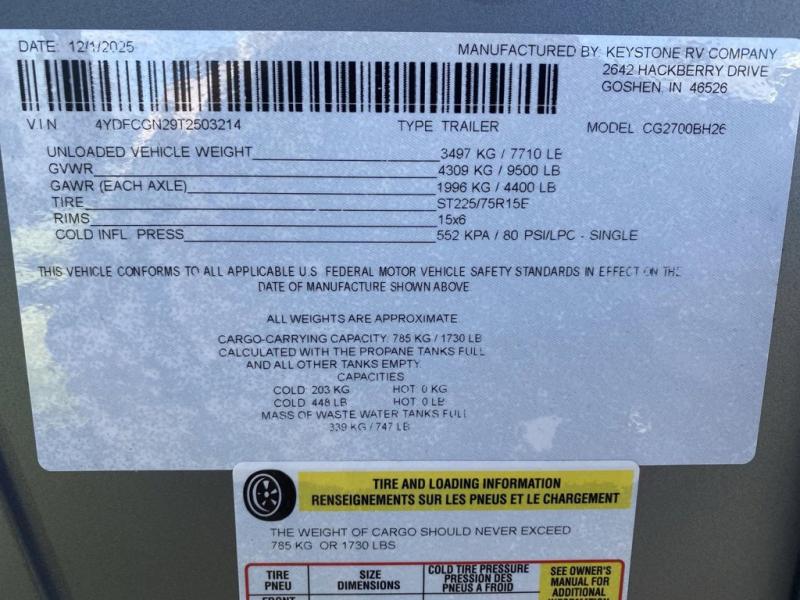 DATE: 12/1/2025
MANUFACTURED BY: KEYSTONE RV COMPANY
2642 HACKBERRY DRIVE
GOSHEN, IN 46526
VIN 4YDFCGN29T2503214 TYPE TRAILER MODEL CG2700BH26
UNLOADED VEHICLE WEIGHT 3497 KG / 7710 LB
GVWR 4309 KG / 9500 LB
GAWR (EACH AXLE) 1996 KG / 4400 LB
TIRE ST225/75R15E
RIMS 15x6
COLD INFL. PRESS 552 KPA / 80 PSI/LPC - SINGLE
THIS VEHICLE CONFORMS TO ALL APPLICABLE U.S. FEDERAL MOTOR VEHICLE SAFETY STANDARDS IN EFFECT ON THE
DATE OF MANUFACTURE SHOWN ABOVE
ALL WEIGHTS ARE APPROXIMATE
CARGO-CARRYING CAPACITY: 785 KG / 1730 LB
CALCULATED WITH THE PROPANE TANKS FULL
AND ALL OTHER TANKS EMPTY
CAPACITIES
COLD: 203 KG HOT: 0 KG
COLD: 448 LB HOT: 0 LB
MASS OF WASTE WATER TANKS FULL
339 KG / 747 LB
TIRE AND LOADING INFORMATION
RENSEIGNEMENTS SUR LES PNEUS ET LE CHARGEMENT
THE WEIGHT OF CARGO SHOULD NEVER EXCEED
785 KG OR 1730 LBS
TIRE
PNEU
SIZE
DIMENSIONS
COLD TIRE PRESSURE
PRESSION DES
PNEUS A FROID
SEE OWNER'S
MANUAL FOR
ADDITIONAL